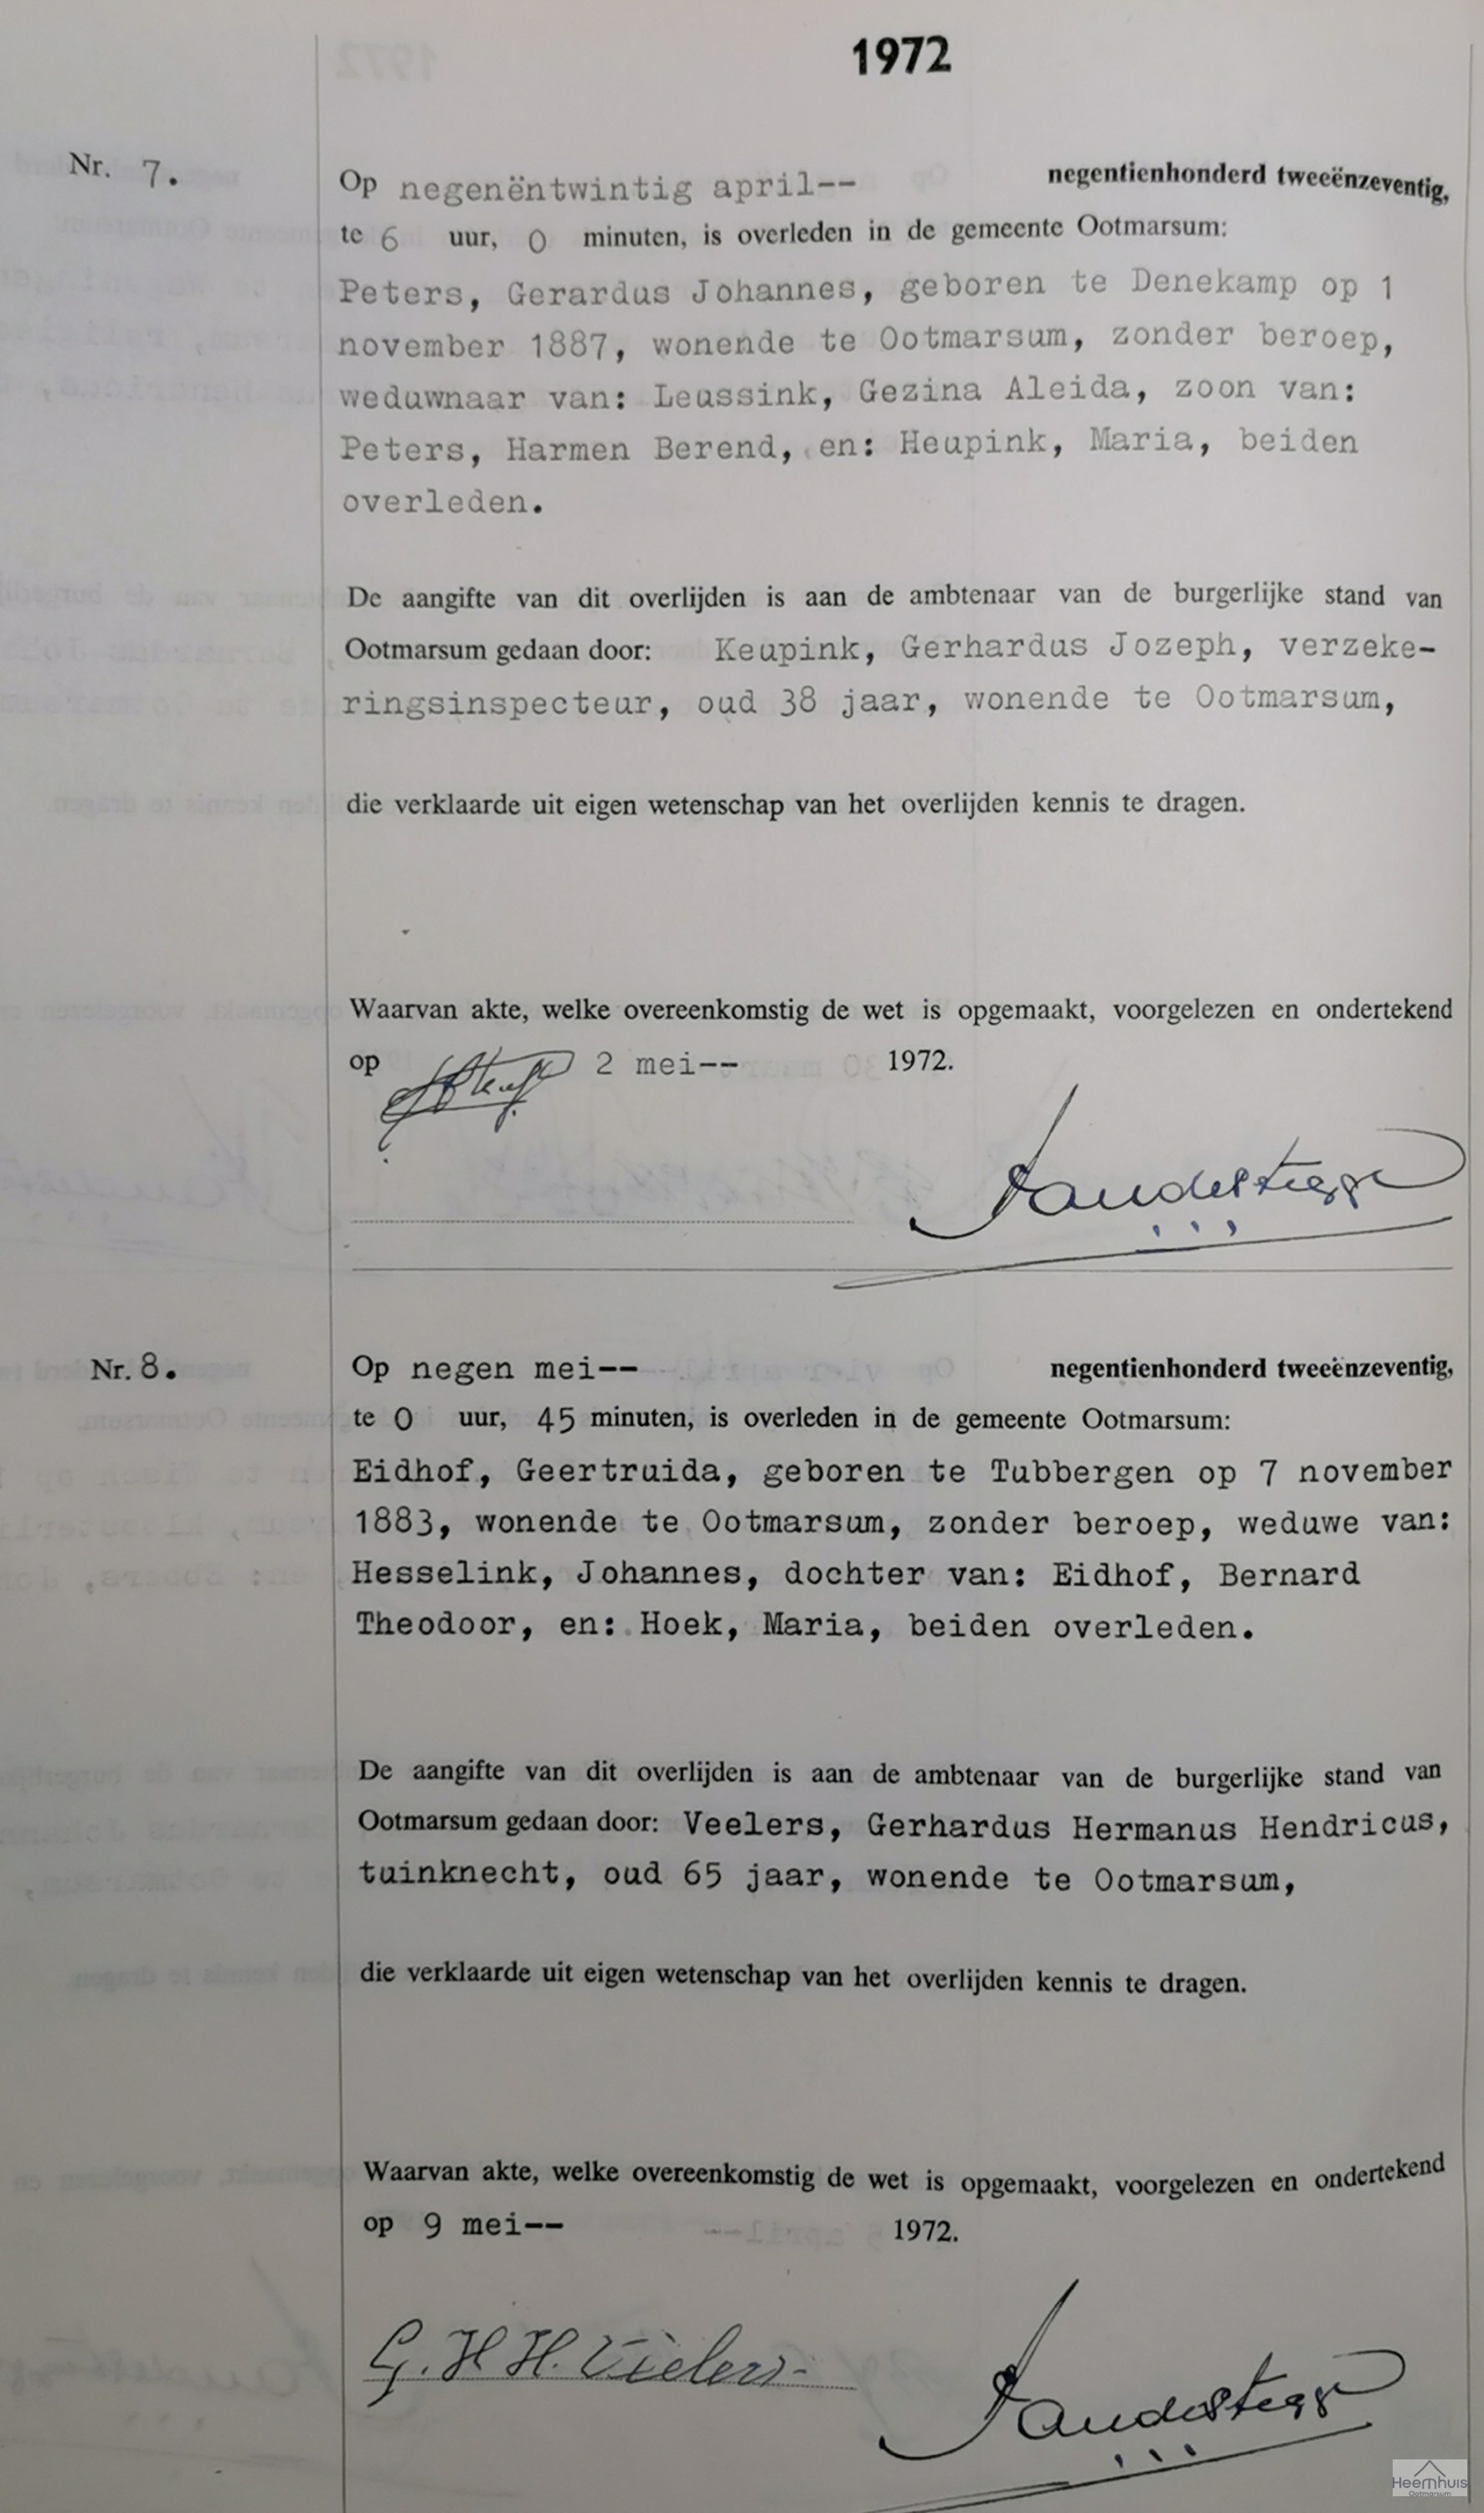 1972
Nr. 7.
Op negenëntwintig april-- negentienhonderd tweeënzeventig,
te 6 uur, 0 minuten, is overleden in de gemeente Ootmarsum:
Peters, Gerardus Johannes, geboren te Denekamp op 1
november 1887, wonende te Ootmarsum, zonder beroep,
weduwnaar van: Leussink, Gezina Aleida, zoon van:
Peters, Harmen Berend, en: Heupink, Maria, beiden
overleden.
De aangifte van dit overlijden is aan de ambtenaar van de burgerlijke stand van
Ootmarsum gedaan door: Keupink, Gerhardus Jozeph, verzeke-
ringsinspecteur, oud 38 jaar, wonende te Ootmarsum,
die verklaarde uit eigen wetenschap van het overlijden kennis te dragen.
Waarvan akte, welke overeenkomstig de wet is opgemaakt, voorgelezen en ondertekend
op 2 mei-- 1972.
Nr. 8.
Op negen mei-- negentienhonderd tweeënzeventig,
te 0 uur, 45 minuten, is overleden in de gemeente Ootmarsum:
Eidhof, Geertruida, geboren te Tubbergen op 7 november
1883, wonende te Ootmarsum, zonder beroep, weduwe van:
Hesselink, Johannes, dochter van: Eidhof, Bernard
Theodoor, en: Hoek, Maria, beiden overleden.
De aangifte van dit overlijden is aan de ambtenaar van de burgerlijke stand van
Ootmarsum gedaan door: Veelers, Gerhardus Hermanus Hendricus,
tuinknecht, oud 65 jaar, wonende te Ootmarsum,
die verklaarde uit eigen wetenschap van het overlijden kennis te dragen.
Waarvan akte, welke overeenkomstig de wet is opgemaakt, voorgelezen en ondertekend
op 9 mei-- 1972.
G. H H.
Heemhuis
Ootmarsum